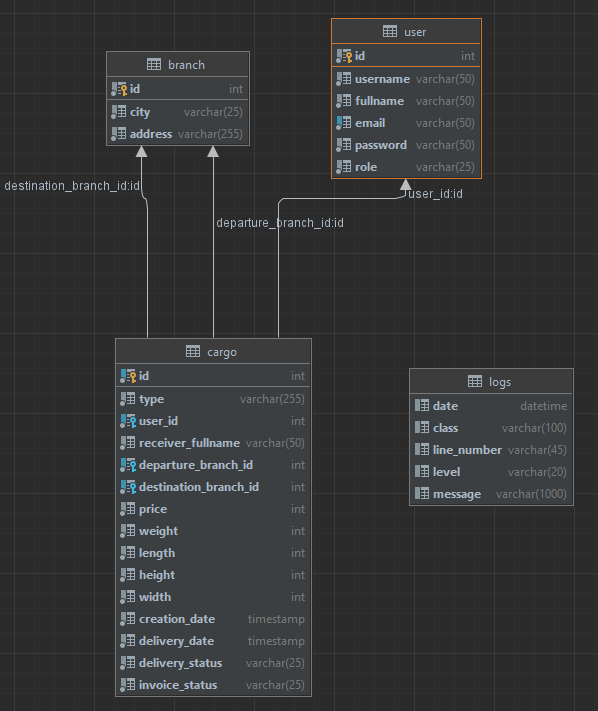 user
id int
username varchar(50)
fullname varchar(50)
email varchar(50)
password varchar(50)
role varchar(25)
branch
id int
city varchar(25)
address varchar(255)
destination_branch_id:id
user_id:id
departure_branch_id:id
cargo
id int
type varchar(255)
user_id int
receiver_fullname varchar(50)
departure_branch_id int
destination_branch_id int
price int
weight int
length int
height int
width int
creation_date timestamp
delivery_date timestamp
delivery_status varchar(25)
invoice_status varchar(25)
logs
date datetime
class varchar(100)
line_number varchar(45)
level varchar(20)
message varchar(1000)